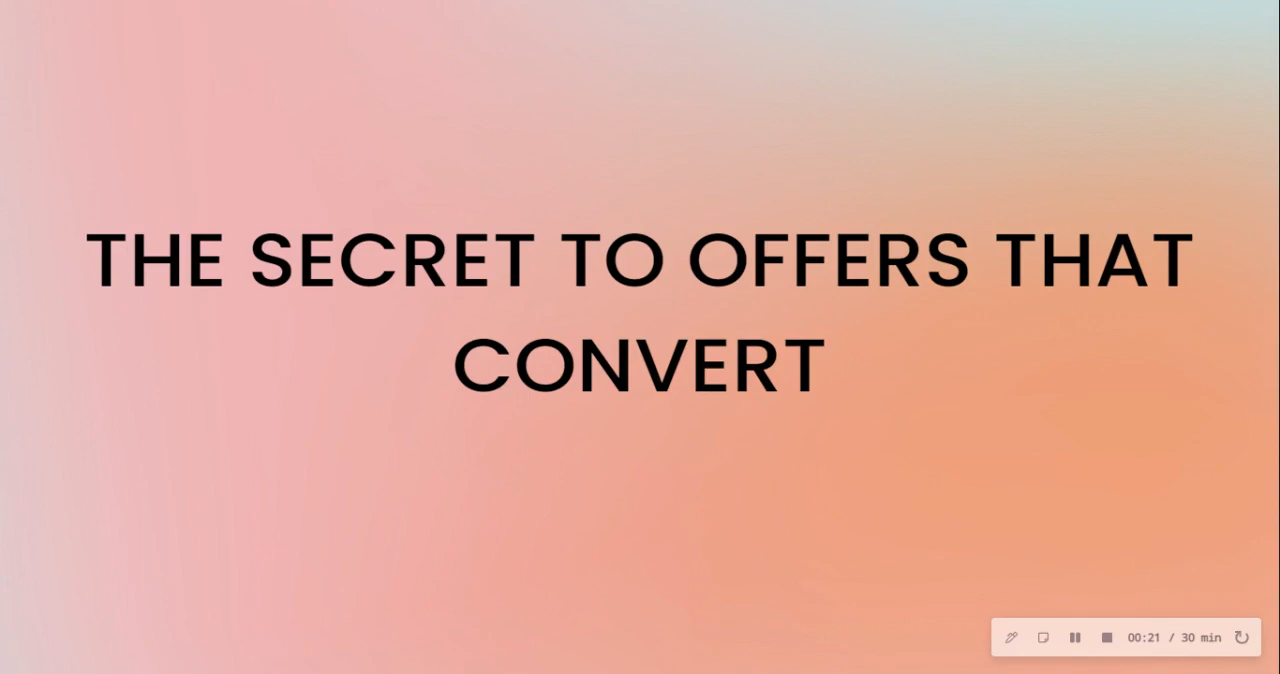 THE SECRET TO OFFERS THAT
CONVERT
00:21 / 30 min